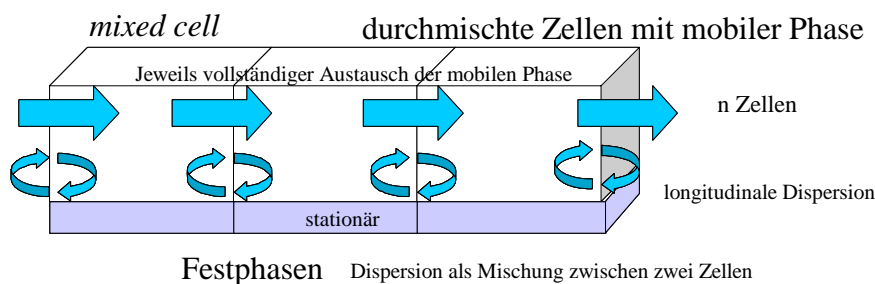 mixed cell
durchmischte Zellen mit mobiler Phase
Jeweils vollständiger Austausch der mobilen Phase
n Zellen
longitudinale Dispersion
stationär
Festphasen
Dispersion als Mischung zwischen zwei Zellen